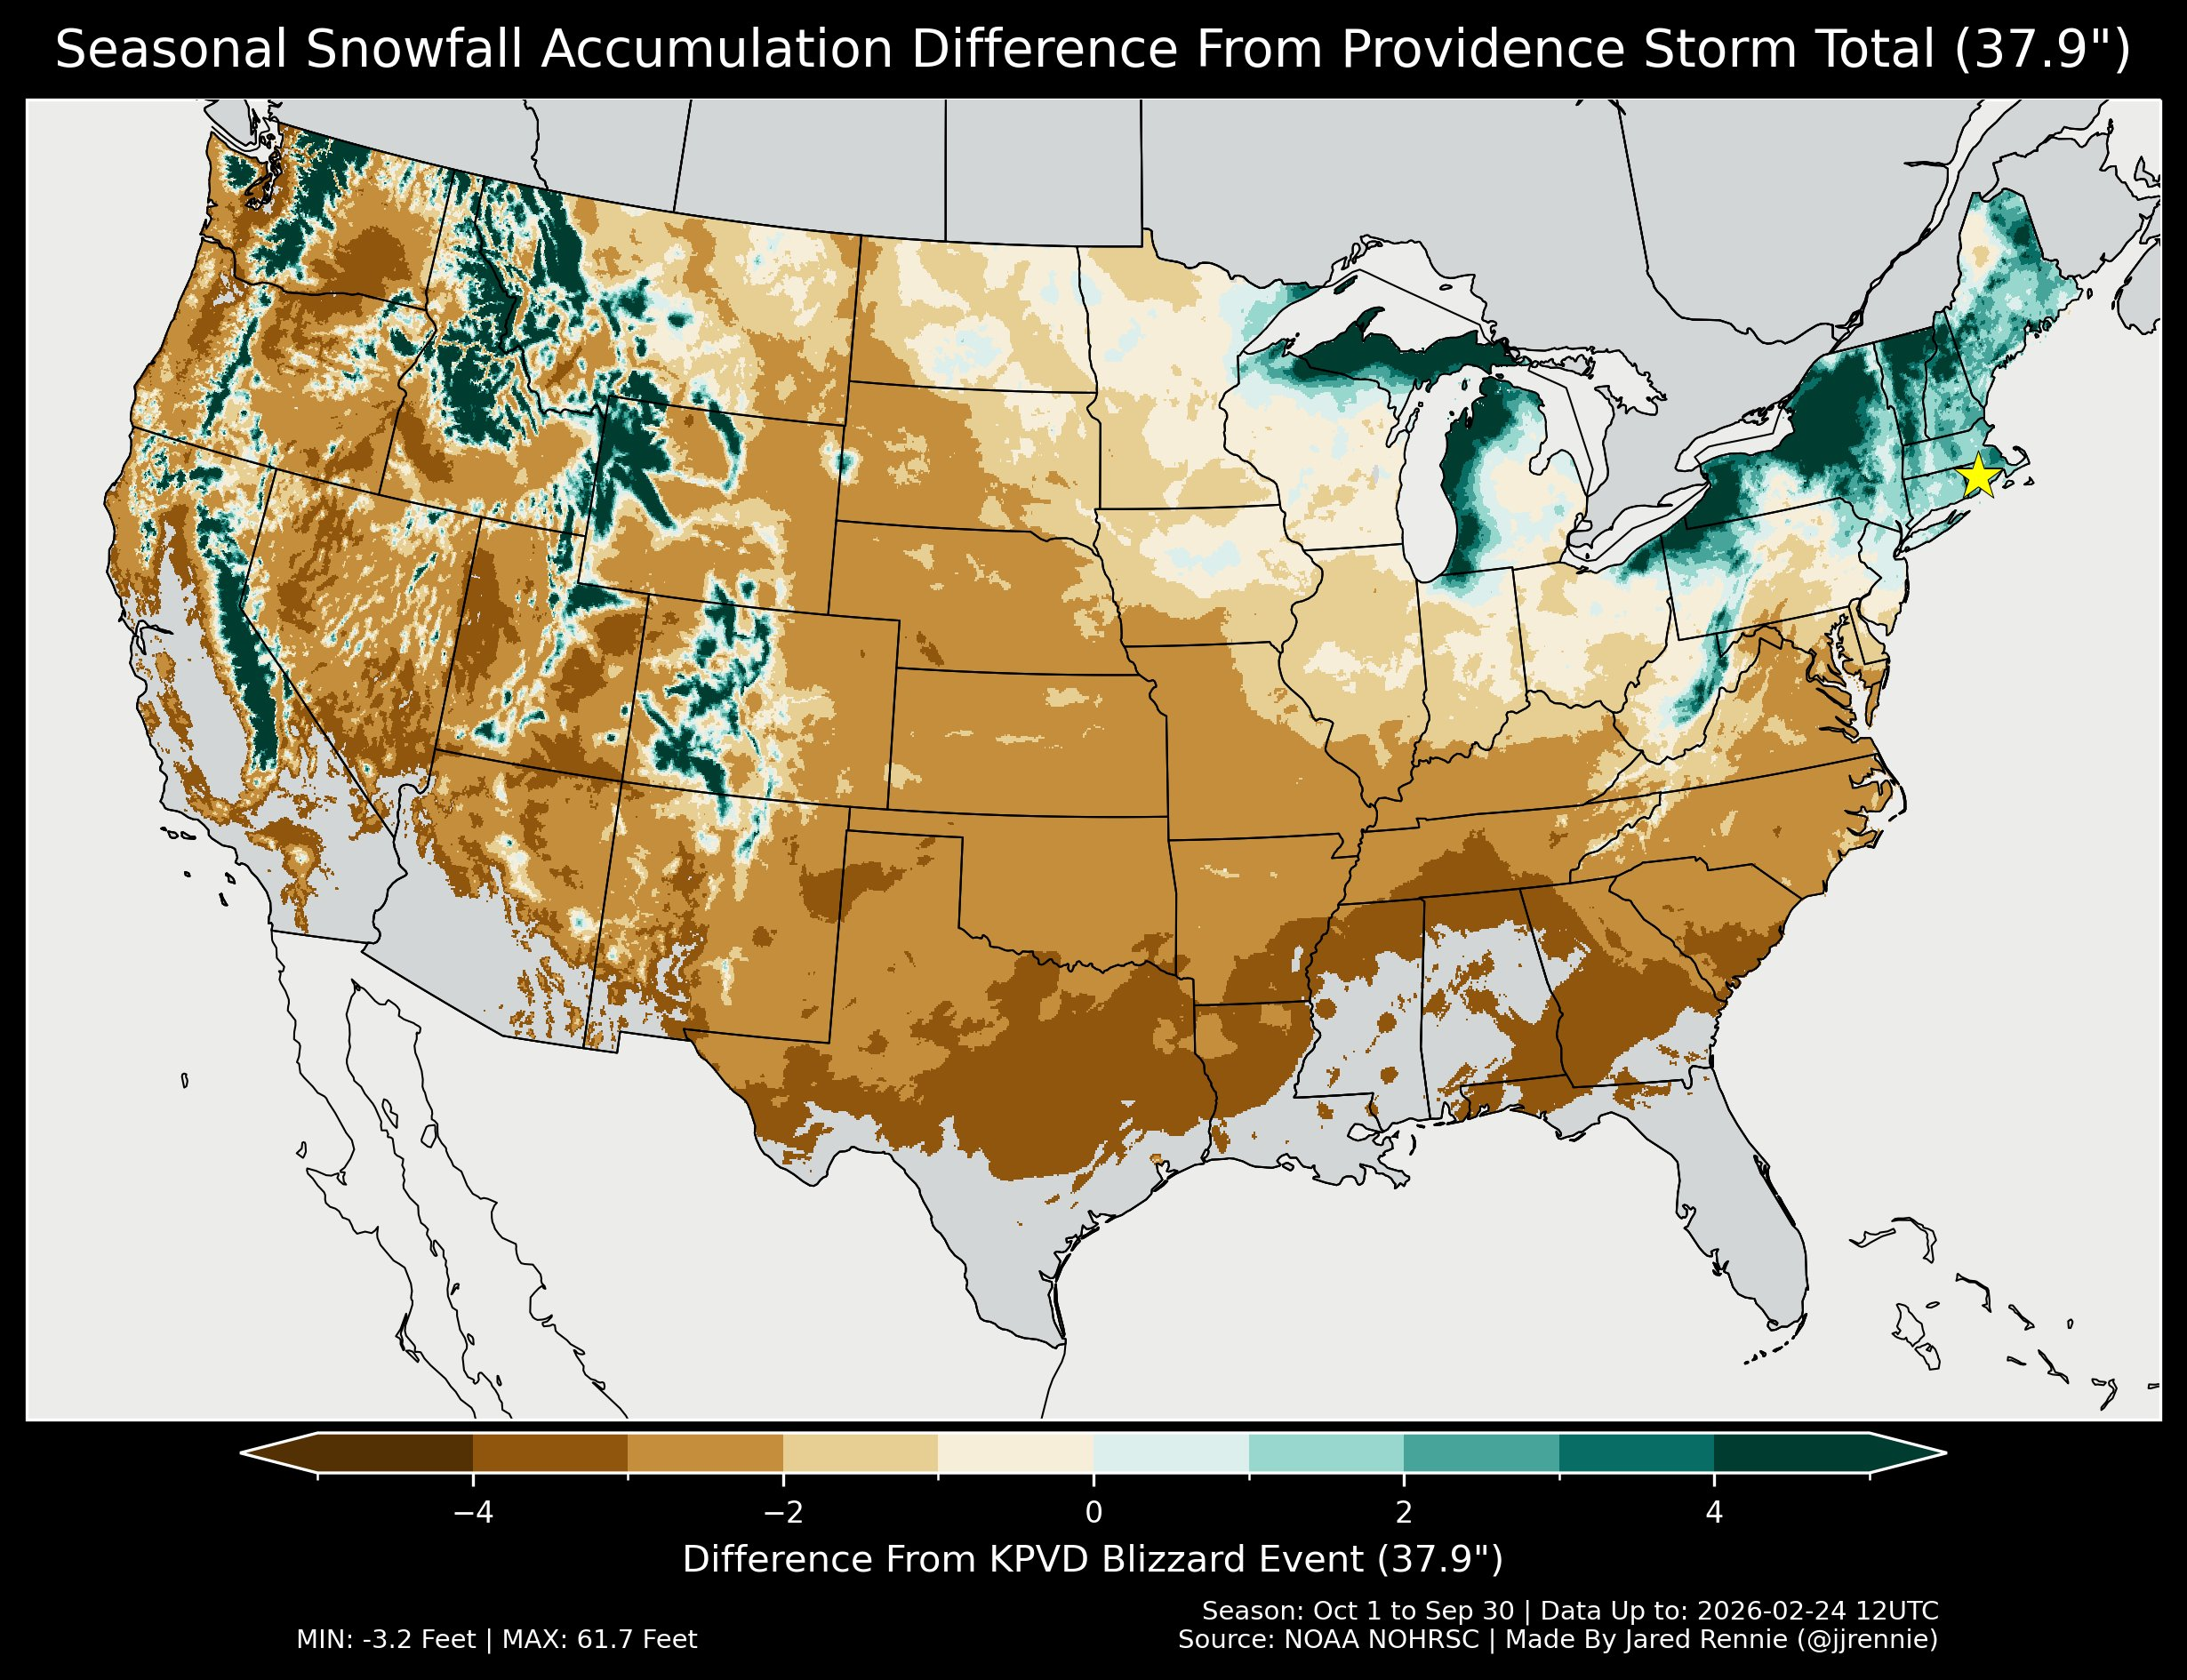 Seasonal Snowfall Accumulation Difference From Providence Storm Total (37.9")
−4 −2 0 2 4
Difference From KPVD Blizzard Event (37.9")
Season: Oct 1 to Sep 30 | Data Up to: 2026-02-24 12UTC
MIN: -3.2 Feet | MAX: 61.7 Feet
Source: NOAA NOHRSC | Made By Jared Rennie (@jjrennie)